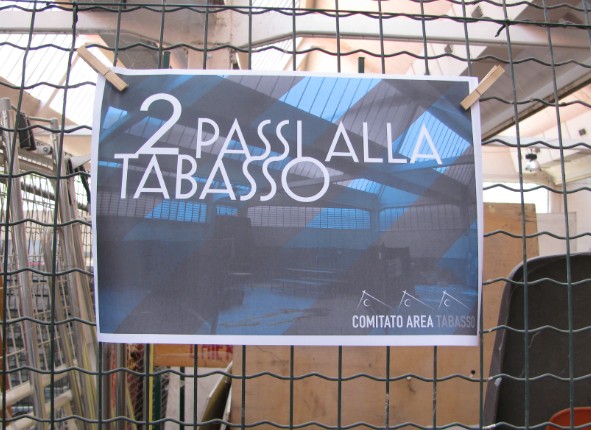 2 PASSI ALLA
TABASSO
COMITATO AREA TABASSO